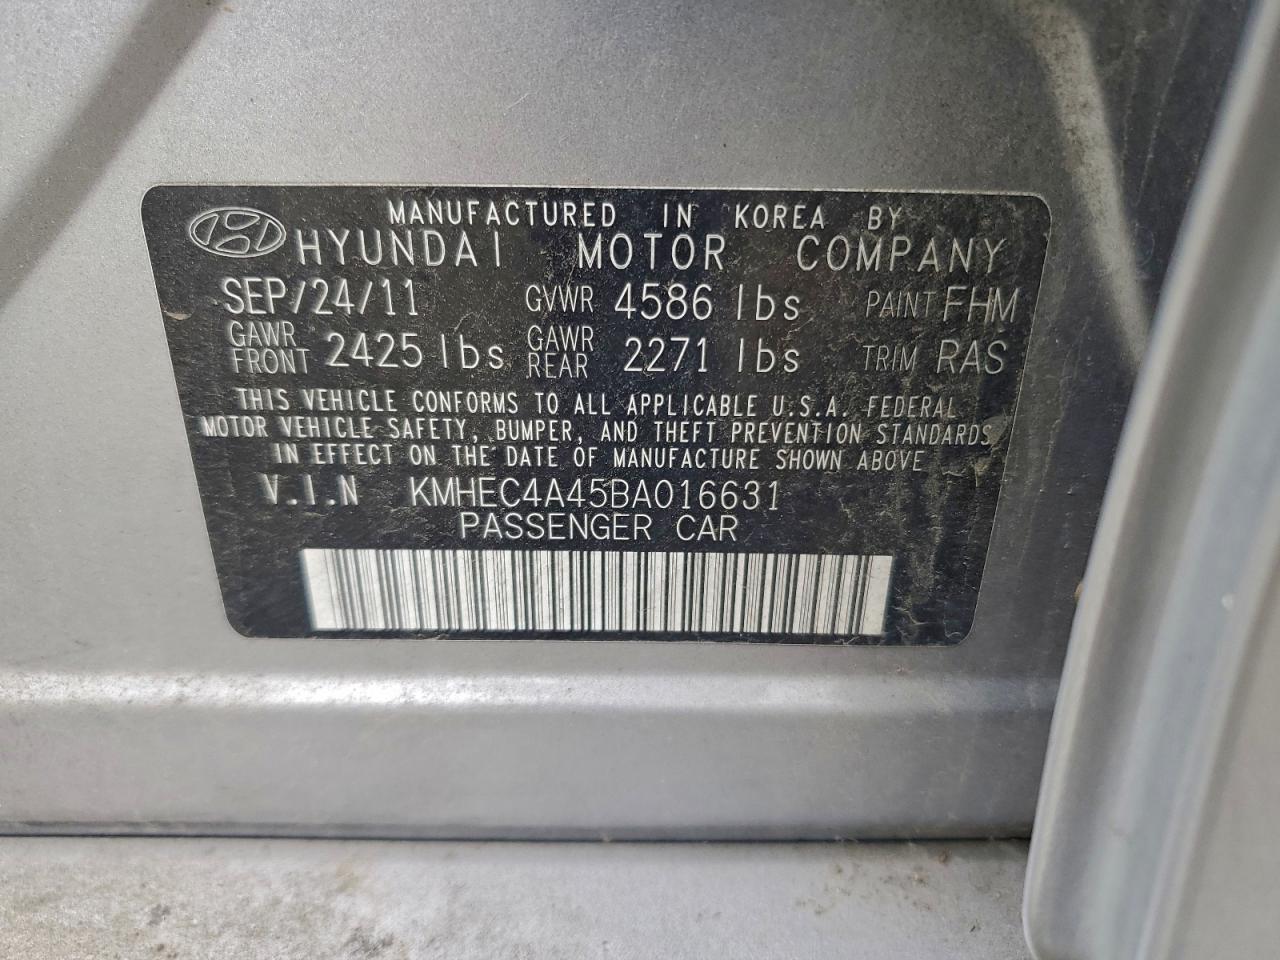 MANUFACTURED IN KOREA BY
HYUNDAI MOTOR COMPANY
SEP/24/11 GVWR 4586 lbs PAINT FHM
GAWR FRONT 2425 lbs GAWR REAR 2271 lbs TRIM RAS
THIS VEHICLE CONFORMS TO ALL APPLICABLE U.S.A. FEDERAL
MOTOR VEHICLE SAFETY, BUMPER, AND THEFT PREVENTION STANDARDS
IN EFFECT ON THE DATE OF MANUFACTURE SHOWN ABOVE
V.I.N KMHEC4A45BA016631
PASSENGER CAR